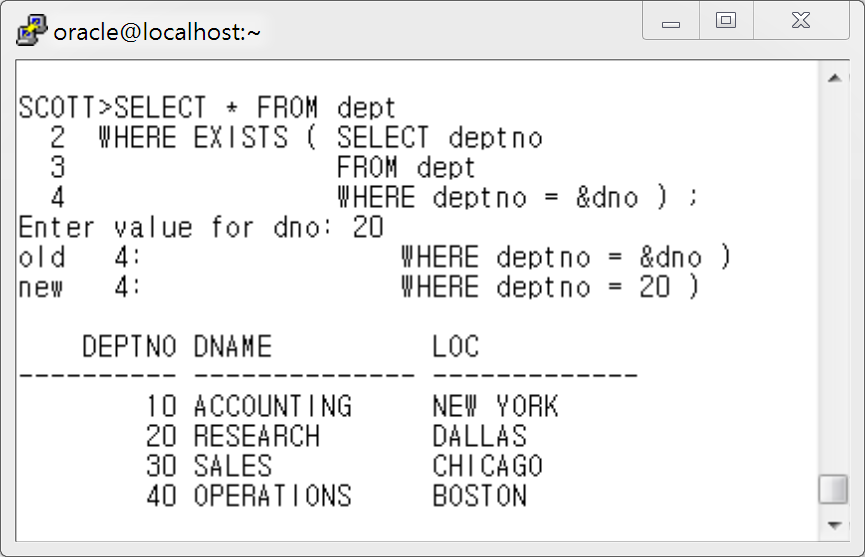 oracle@localhost:~
SCOTT>SELECT * FROM dept
  2  WHERE EXISTS ( SELECT deptno
  3                 FROM dept
  4                 WHERE deptno = &dno ) ;
Enter value for dno: 20
old   4:                WHERE deptno = &dno )
new   4:                WHERE deptno = 20 )
    DEPTNO DNAME          LOC
---------- -------------- -------------
        10 ACCOUNTING     NEW YORK
        20 RESEARCH       DALLAS
        30 SALES          CHICAGO
        40 OPERATIONS     BOSTON